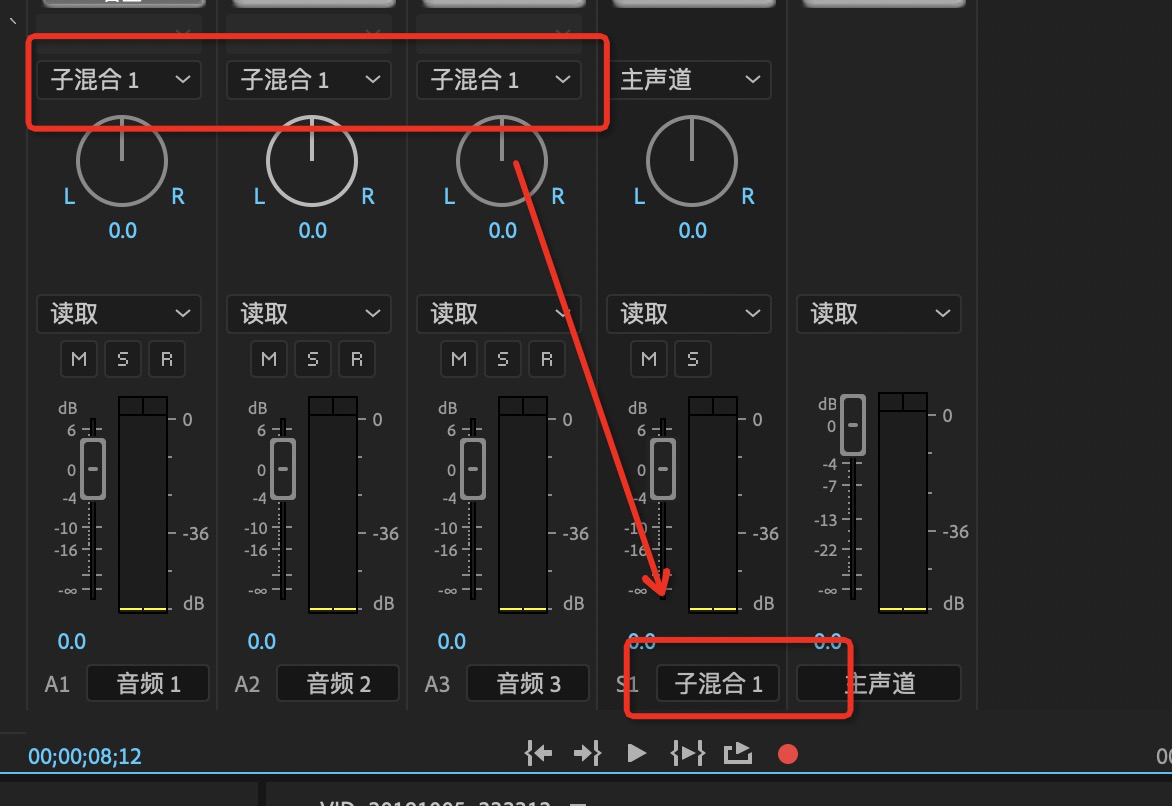 子混合 1 子混合 1 子混合 1 主声道
L R L R L R L R
0.0 0.0 0.0 0.0
读取 读取 读取 读取 读取
M S R M S R M S R M S
dB dB dB dB dB
6 0 6 0 6 0 6 0 0 0
0 0 0 0 -4
-4 -4 -4 -4 -7
-10 -36 -10 -36 -10 -36 -10 -36 -13 -36
-16 -16 -16 -16 -22
-∞ dB -∞ dB -∞ dB -∞ dB -∞ dB
0.0 0.0 0.0 0.0 0.0
A1 音频 1 A2 音频 2 A3 音频 3 S1 子混合 1 主声道
00;00;08;12